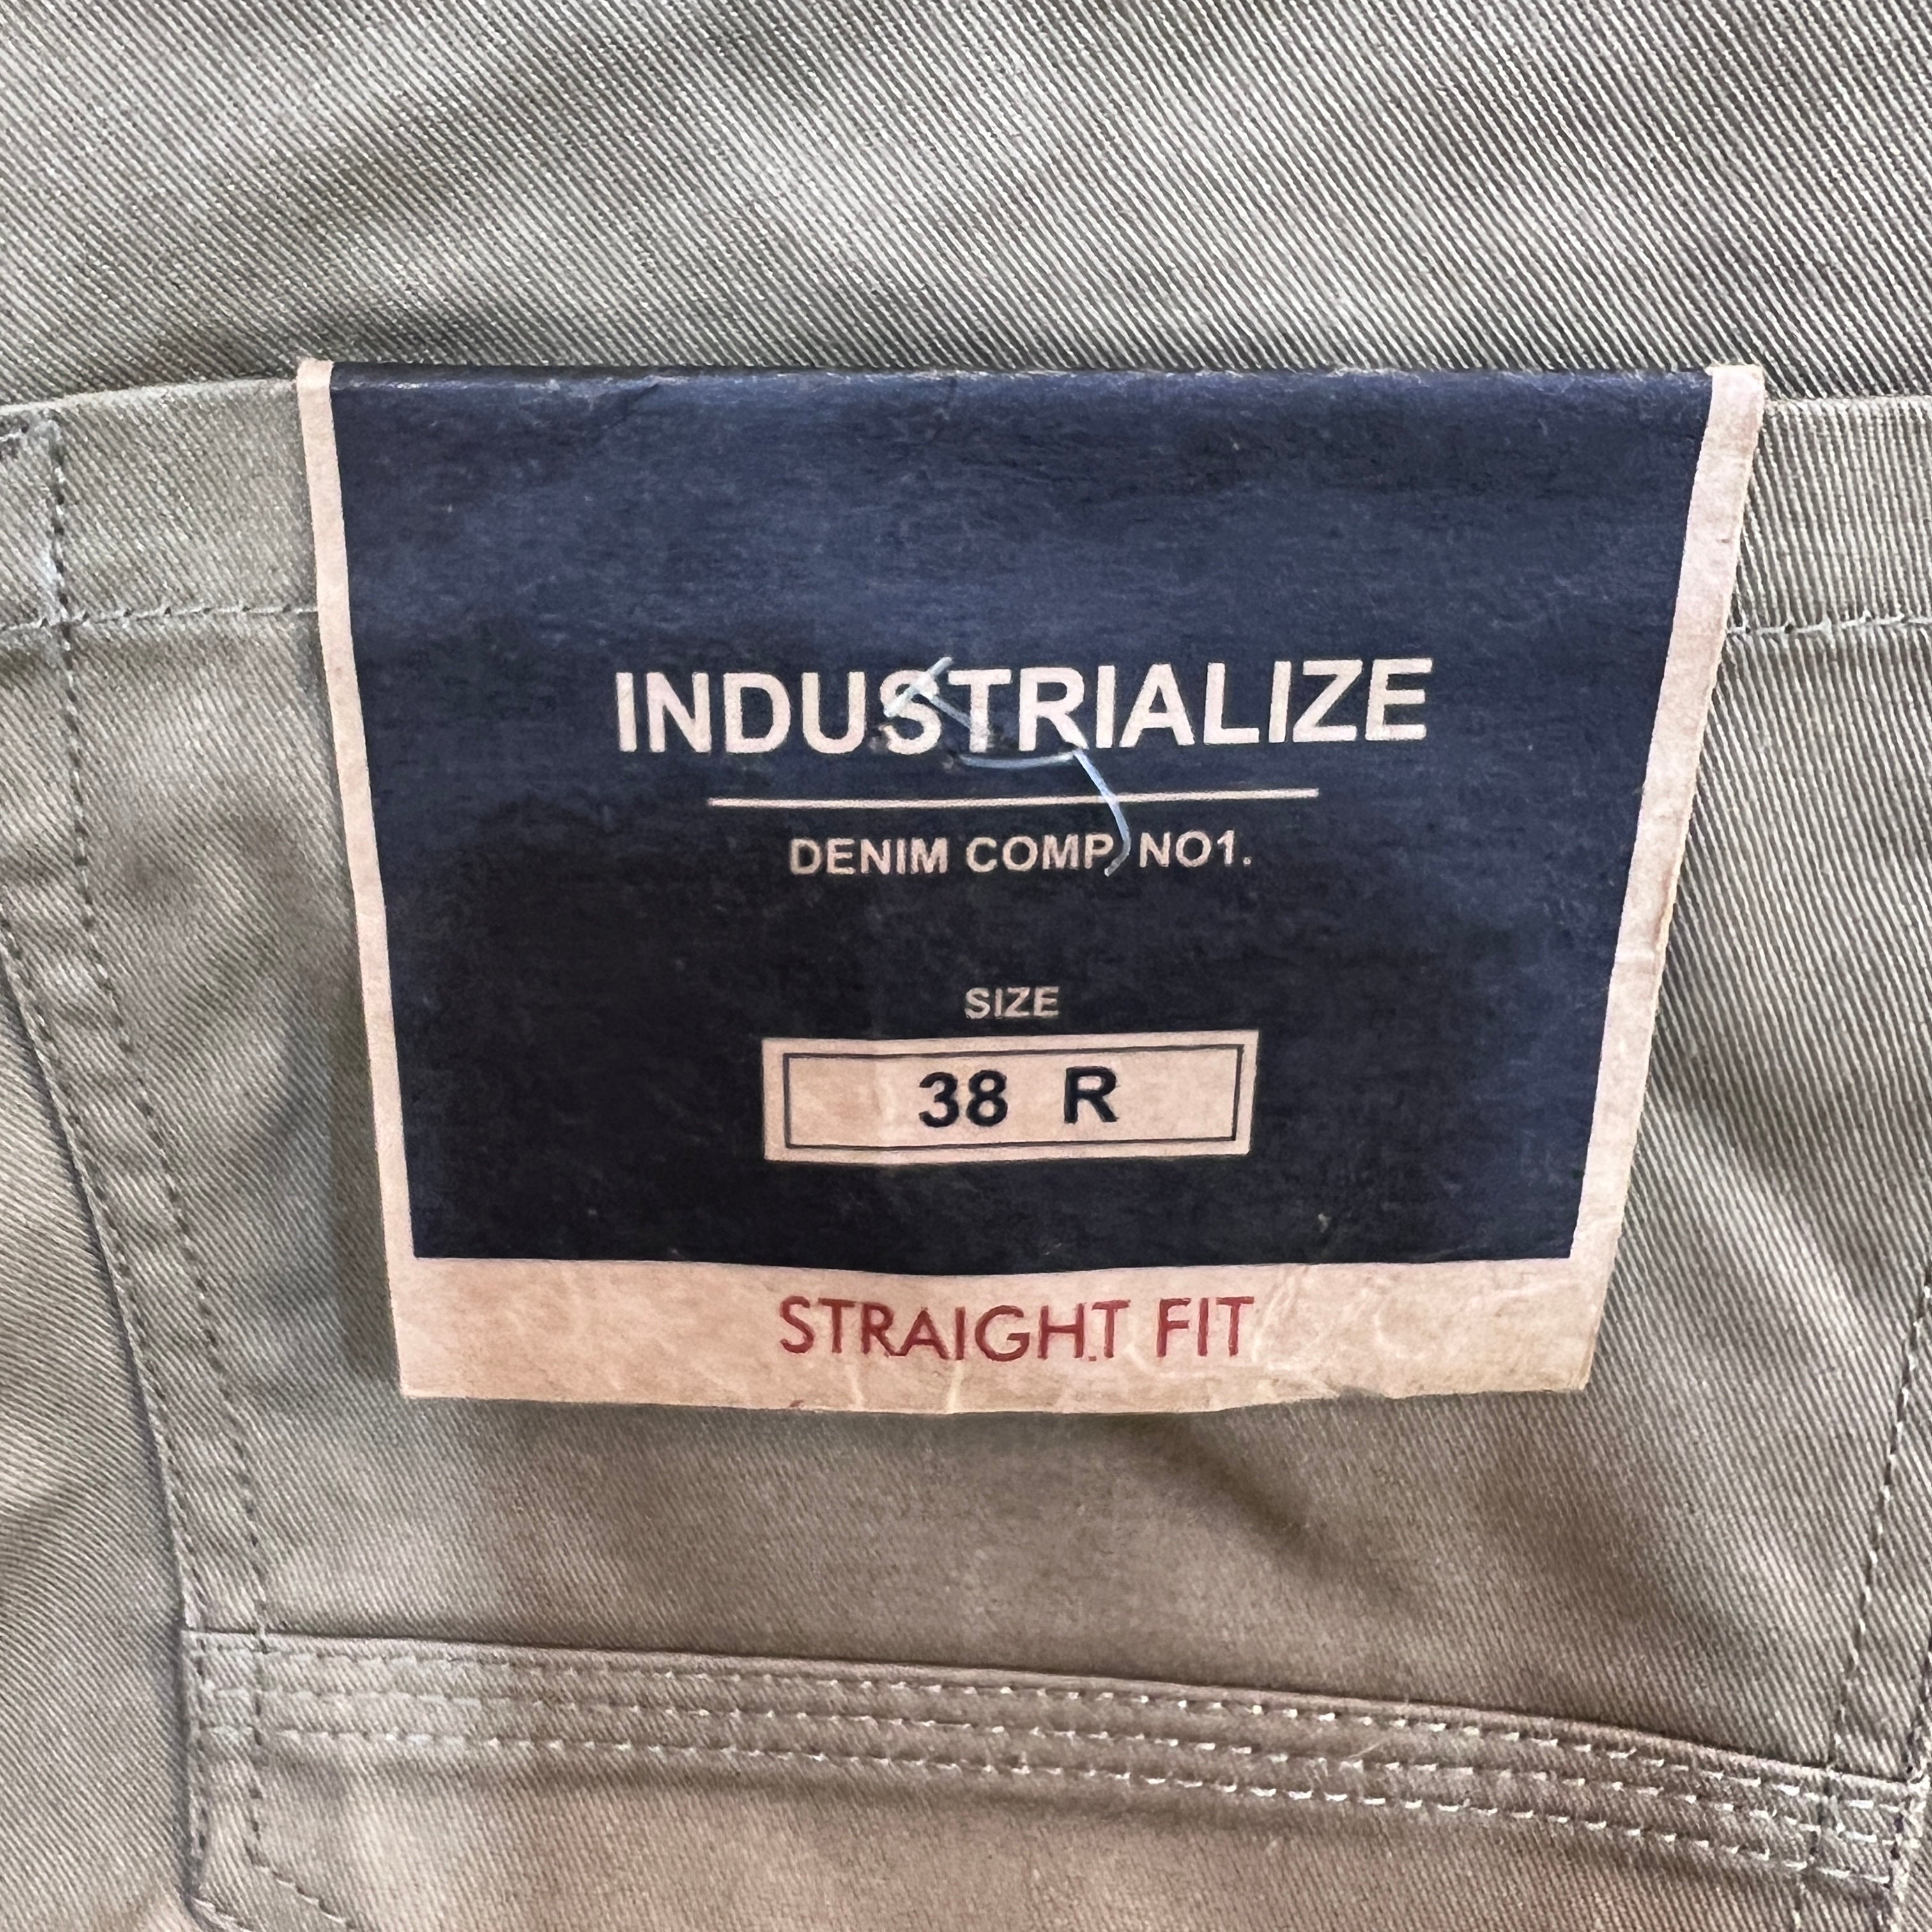 INDUSTRIALIZE
DENIM COMP, NO1.
SIZE
38 R
STRAIGHT FIT